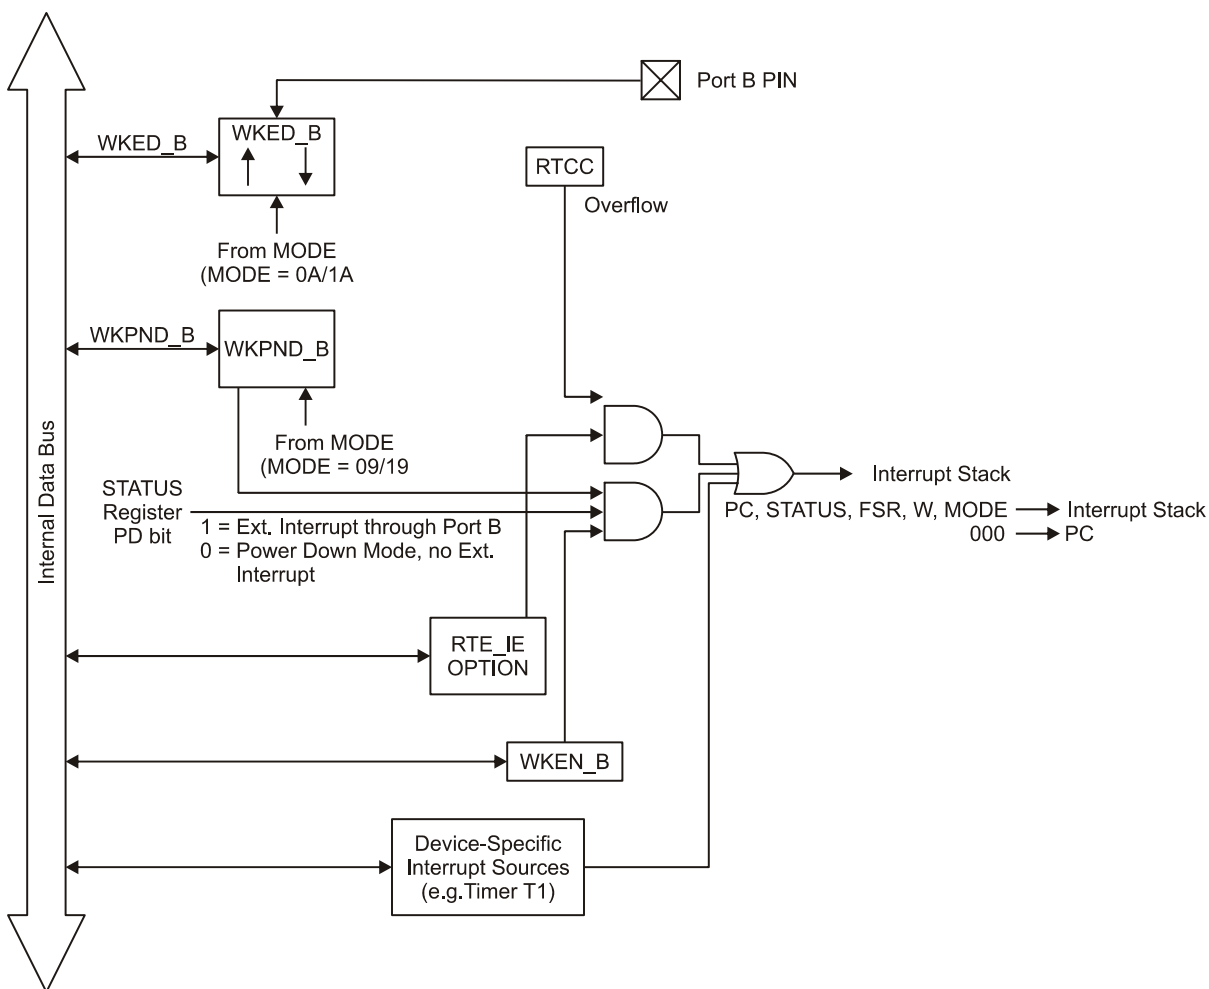 Port B PIN
WKED_B
WKED_B
RTCC
Overflow
From MODE
(MODE = 0A/1A
WKPND_B
WKPND_B
From MODE
(MODE = 09/19
Internal Data Bus
Interrupt Stack
STATUS
Register
PD bit
1 = Ext. Interrupt through Port B
0 = Power Down Mode, no Ext.
Interrupt
PC, STATUS, FSR, W, MODE
Interrupt Stack
000
PC
RTE_IE
OPTION
WKEN_B
Device-Specific
Interrupt Sources
(e.g.Timer T1)